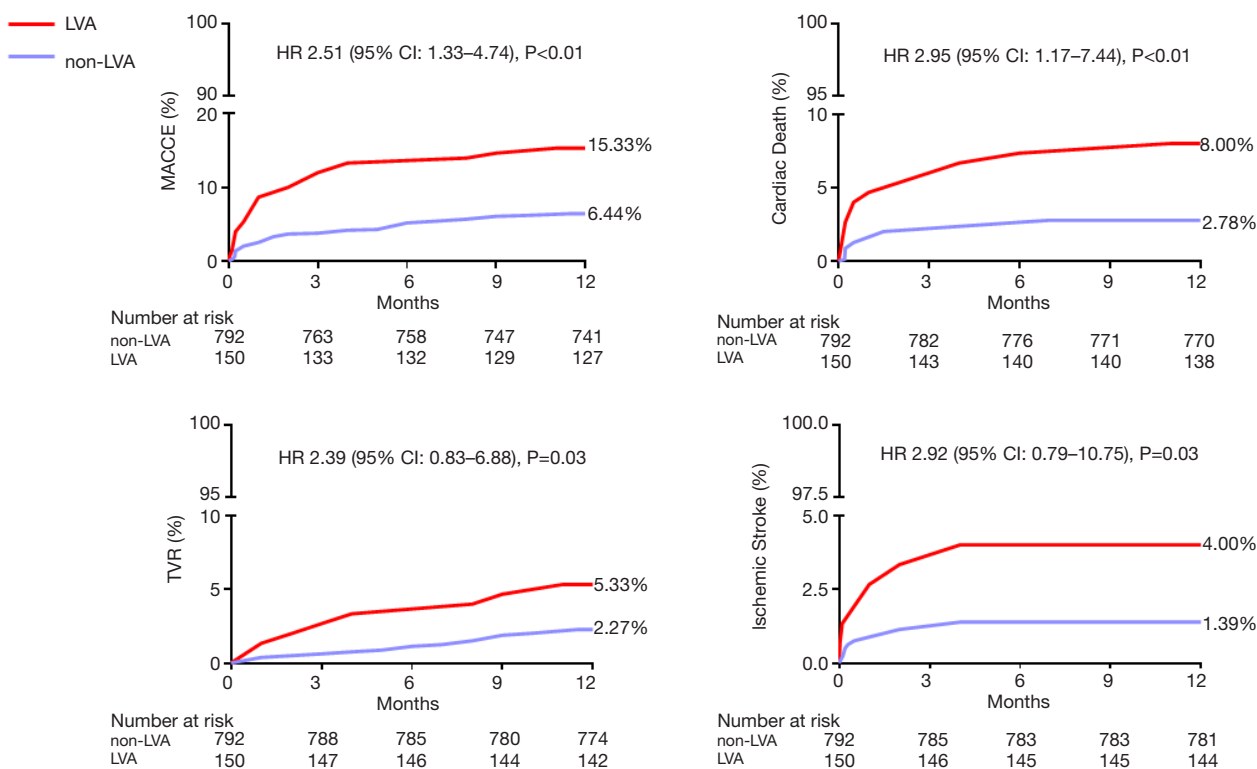 LVA
non-LVA
MACCE (%)
100
90
20
10
0
HR 2.51 (95% CI: 1.33–4.74), P<0.01
15.33%
6.44%
0 3 6 9 12
Months
Number at risk
non-LVA 792 763 758 747 741
LVA 150 133 132 129 127
Cardiac Death (%)
100
95
10
5
0
HR 2.95 (95% CI: 1.17–7.44), P<0.01
8.00%
2.78%
0 3 6 9 12
Months
Number at risk
non-LVA 792 782 776 771 770
LVA 150 143 140 140 138
TVR (%)
100
95
10
5
0
HR 2.39 (95% CI: 0.83–6.88), P=0.03
5.33%
2.27%
0 3 6 9 12
Months
Number at risk
non-LVA 792 788 785 780 774
LVA 150 147 146 144 142
Ischemic Stroke (%)
100.0
97.5
5.0
2.5
0.0
HR 2.92 (95% CI: 0.79–10.75), P=0.03
4.00%
1.39%
0 3 6 9 12
Months
Number at risk
non-LVA 792 785 783 783 781
LVA 150 146 145 145 144